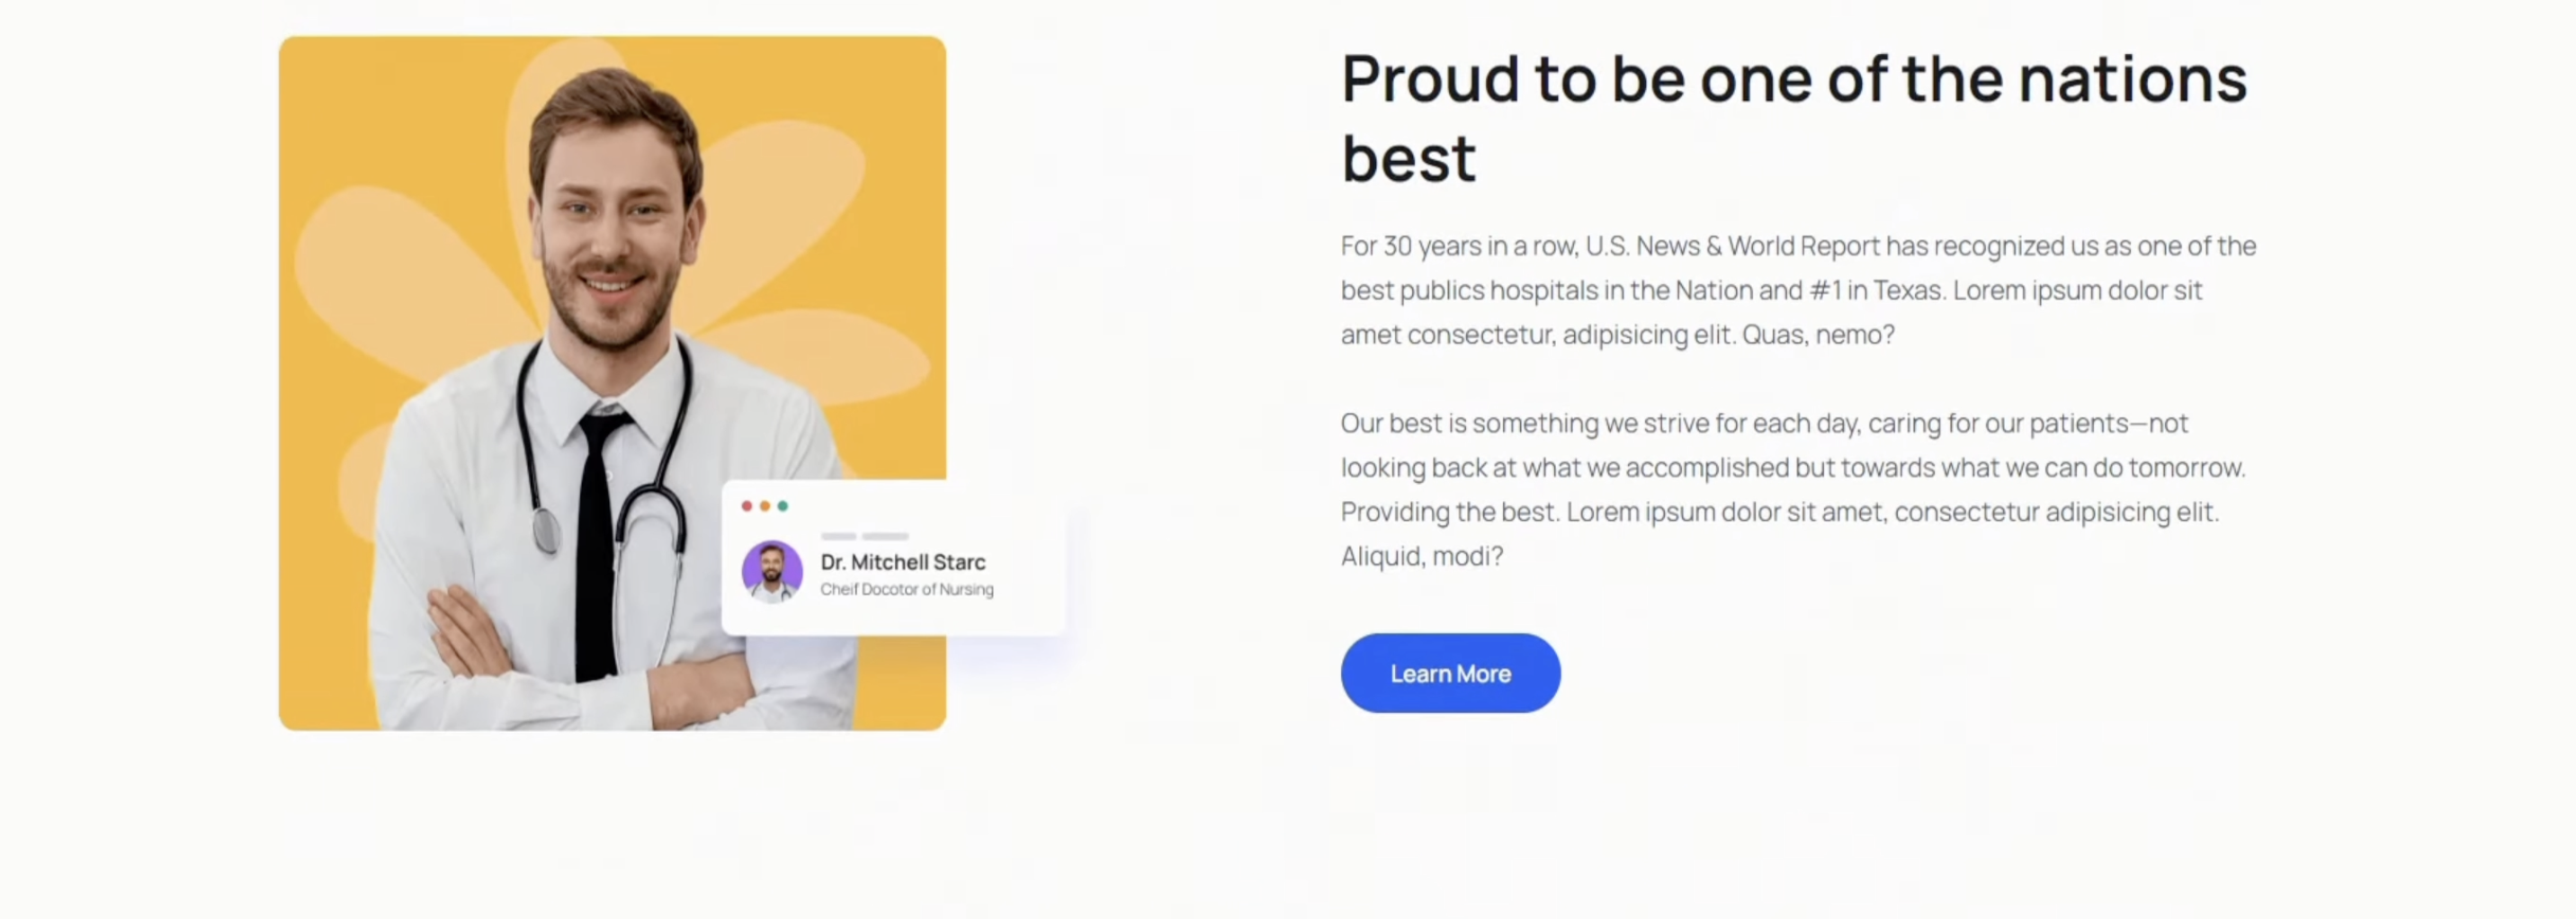 Proud to be one of the nations
best
For 30 years in a row, U.S. News & World Report has recognized us as one of the
best publics hospitals in the Nation and #1 in Texas. Lorem ipsum dolor sit
amet consectetur, adipisicing elit. Quas, nemo?
Our best is something we strive for each day, caring for our patients—not
looking back at what we accomplished but towards what we can do tomorrow.
Providing the best. Lorem ipsum dolor sit amet, consectetur adipisicing elit.
Aliquid, modi?
Learn More
Dr. Mitchell Starc
Cheif Docotor of Nursing